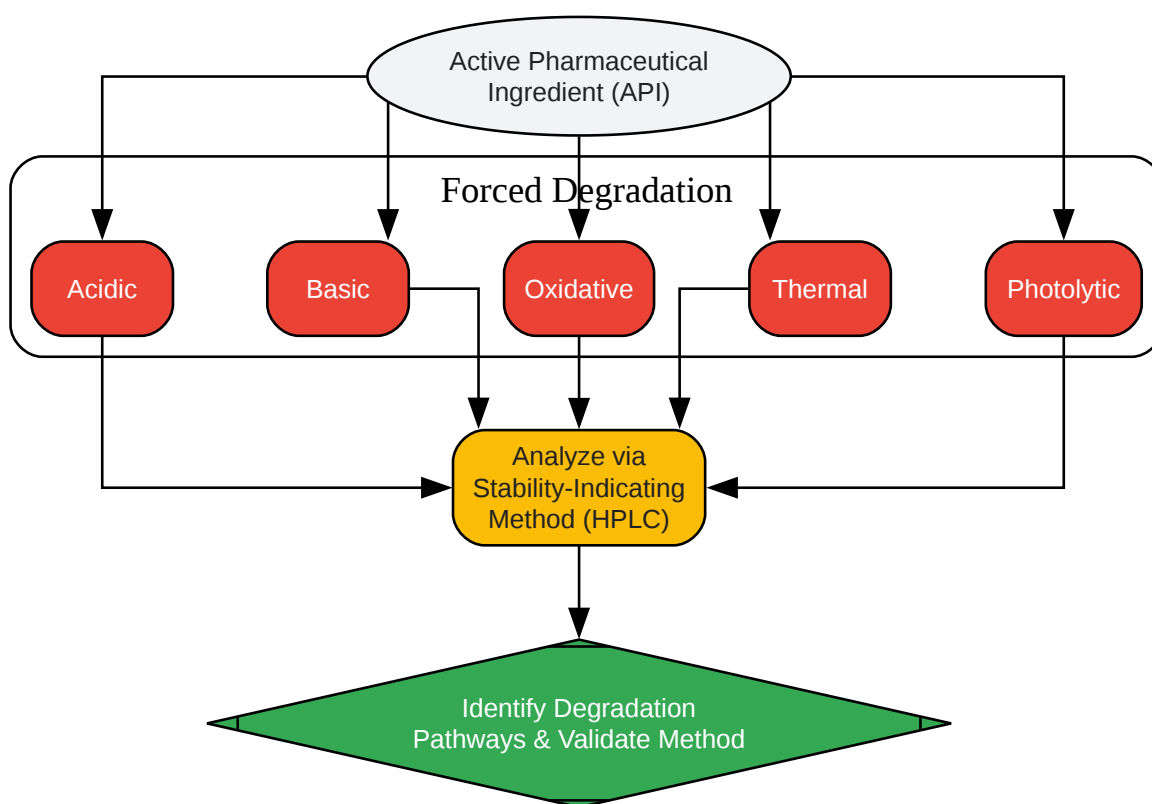 Active Pharmaceutical
Ingredient (API)
Forced Degradation
Acidic
Basic
Oxidative
Thermal
Photolytic
Analyze via
Stability-Indicating
Method (HPLC)
Identify Degradation
Pathways & Validate Method